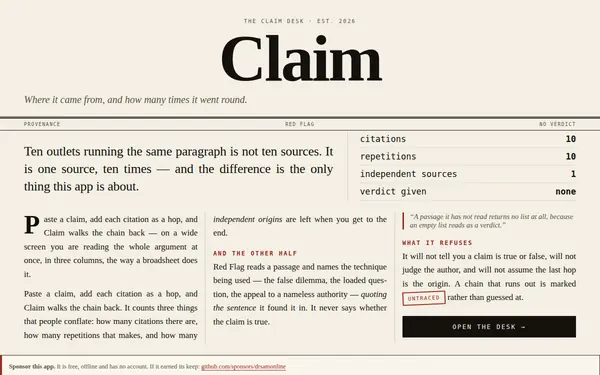 THE CLAIM DESK · EST. 2026
Claim
Where it came from, and how many times it went round.
PROVENANCE
RED FLAG
NO VERDICT
Ten outlets running the same paragraph is not ten sources. It
is one source, ten times — and the difference is the only
thing this app is about.
citations 10
repetitions 10
independent sources 1
verdict given none
Paste a claim, add each citation as a hop, and
Claim walks the chain back — on a wide
screen you are reading the whole argument at
once, in three columns, the way a broadsheet does
it.
Paste a claim, add each citation as a hop, and
Claim walks the chain back. It counts three things
that people conflate: how many citations there are,
how many repetitions that makes, and how many
independent origins are left when you get to the
end.
AND THE OTHER HALF
Red Flag reads a passage and names the technique
being used — the false dilemma, the loaded ques-
tion, the appeal to a nameless authority — quoting
the sentence it found it in. It never says whether
the claim is true.
“A passage it has not read returns no list at all, because
an empty list reads as a verdict.”
WHAT IT REFUSES
It will not tell you a claim is true or false, will not
judge the author, and will not assume the last hop
is the origin. A chain that runs out is marked
UNTRACED rather than guessed at.
OPEN THE DESK →
Sponsor this app. It is free, offline and has no account. If it earned its keep: github.com/sponsors/drsamonline